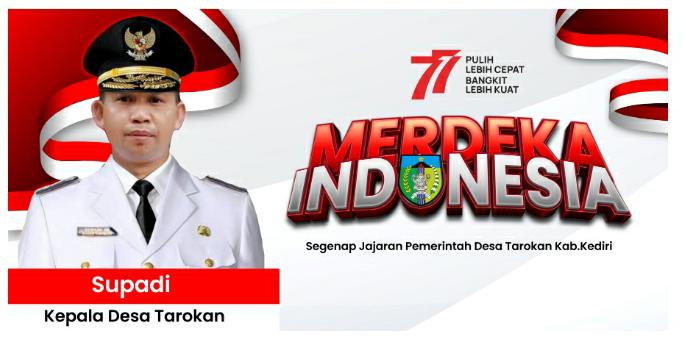 77
PULIH
LEBIH CEPAT
BANGKIT
LEBIH KUAT
MERDEKA
INDONESIA
Segenap Jajaran Pemerintah Desa Tarokan Kab.Kediri
Supadi
Kepala Desa Tarokan